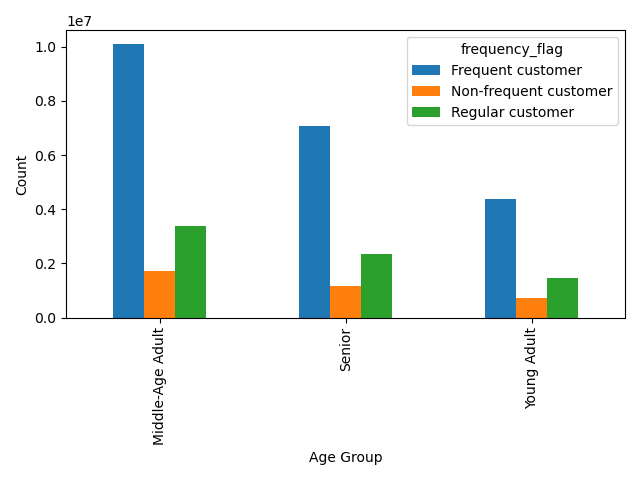 1e7
1.0
0.8
0.6
0.4
0.2
0.0
Count
frequency_flag
Frequent customer
Non-frequent customer
Regular customer
Middle-Age Adult
Senior
Young Adult
Age Group